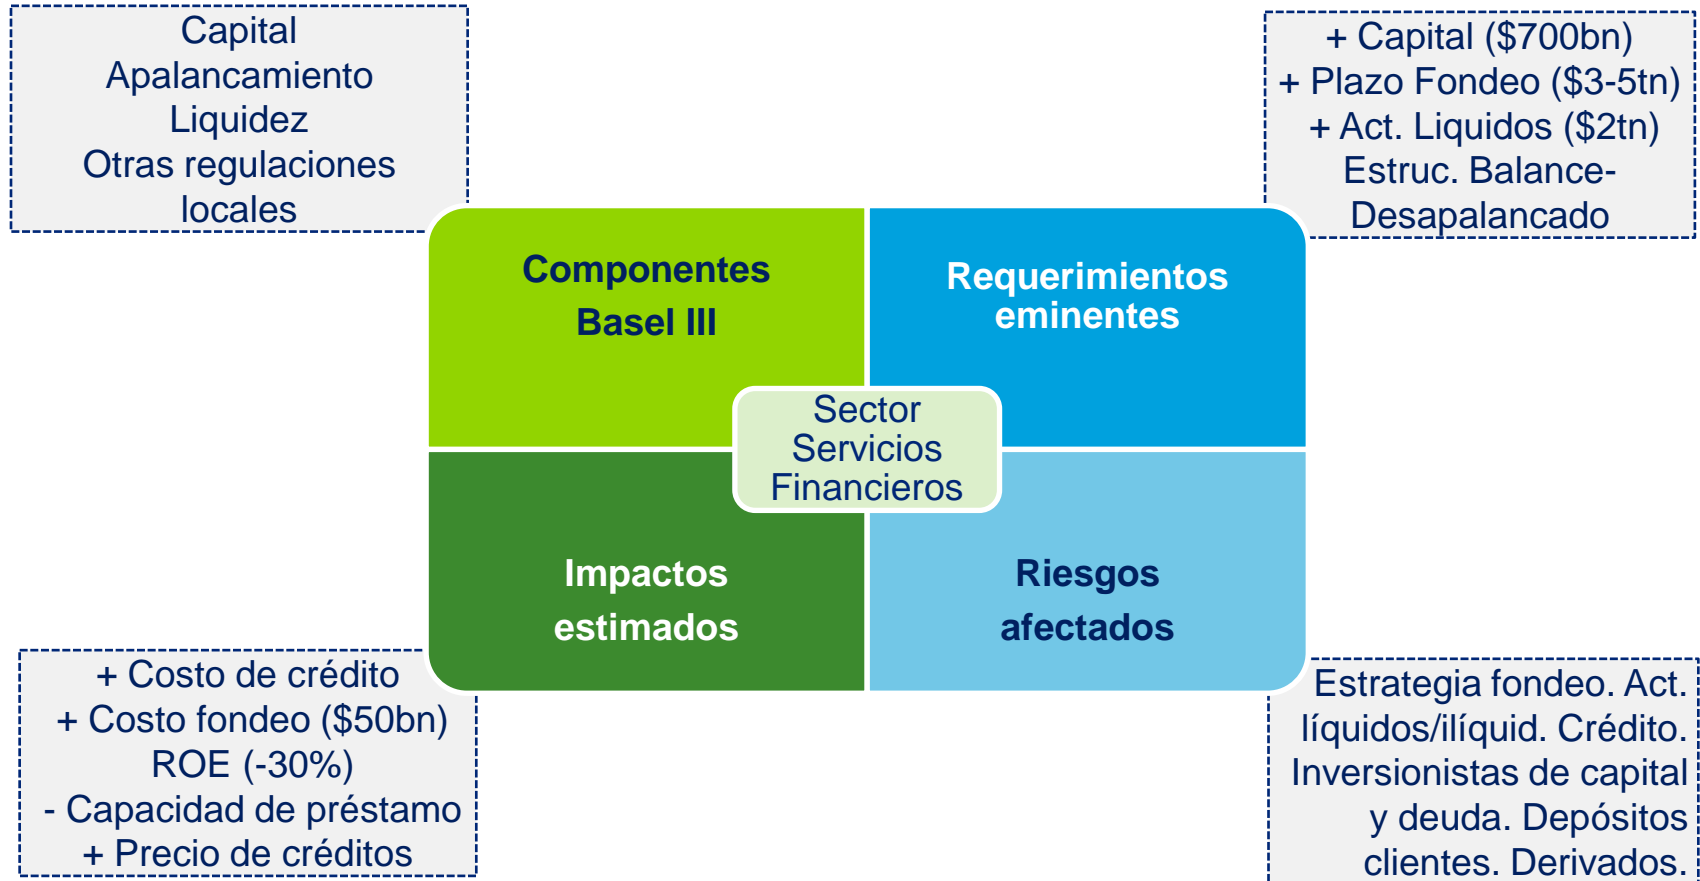 Capital
Apalancamiento
Liquidez
Otras regulaciones
locales
+ Capital ($700bn)
+ Plazo Fondeo ($3-5tn)
+ Act. Liquidos ($2tn)
Estruc. Balance-
Desapalancado
Componentes
Basel III
Requerimientos
eminentes
Sector
Servicios
Financieros
Impactos
estimados
Riesgos
afectados
+ Costo de crédito
+ Costo fondeo ($50bn)
ROE (-30%)
- Capacidad de préstamo
+ Precio de créditos
Estrategia fondeo. Act.
líquidos/ilíquid. Crédito.
Inversionistas de capital
y deuda. Depósitos
clientes. Derivados.